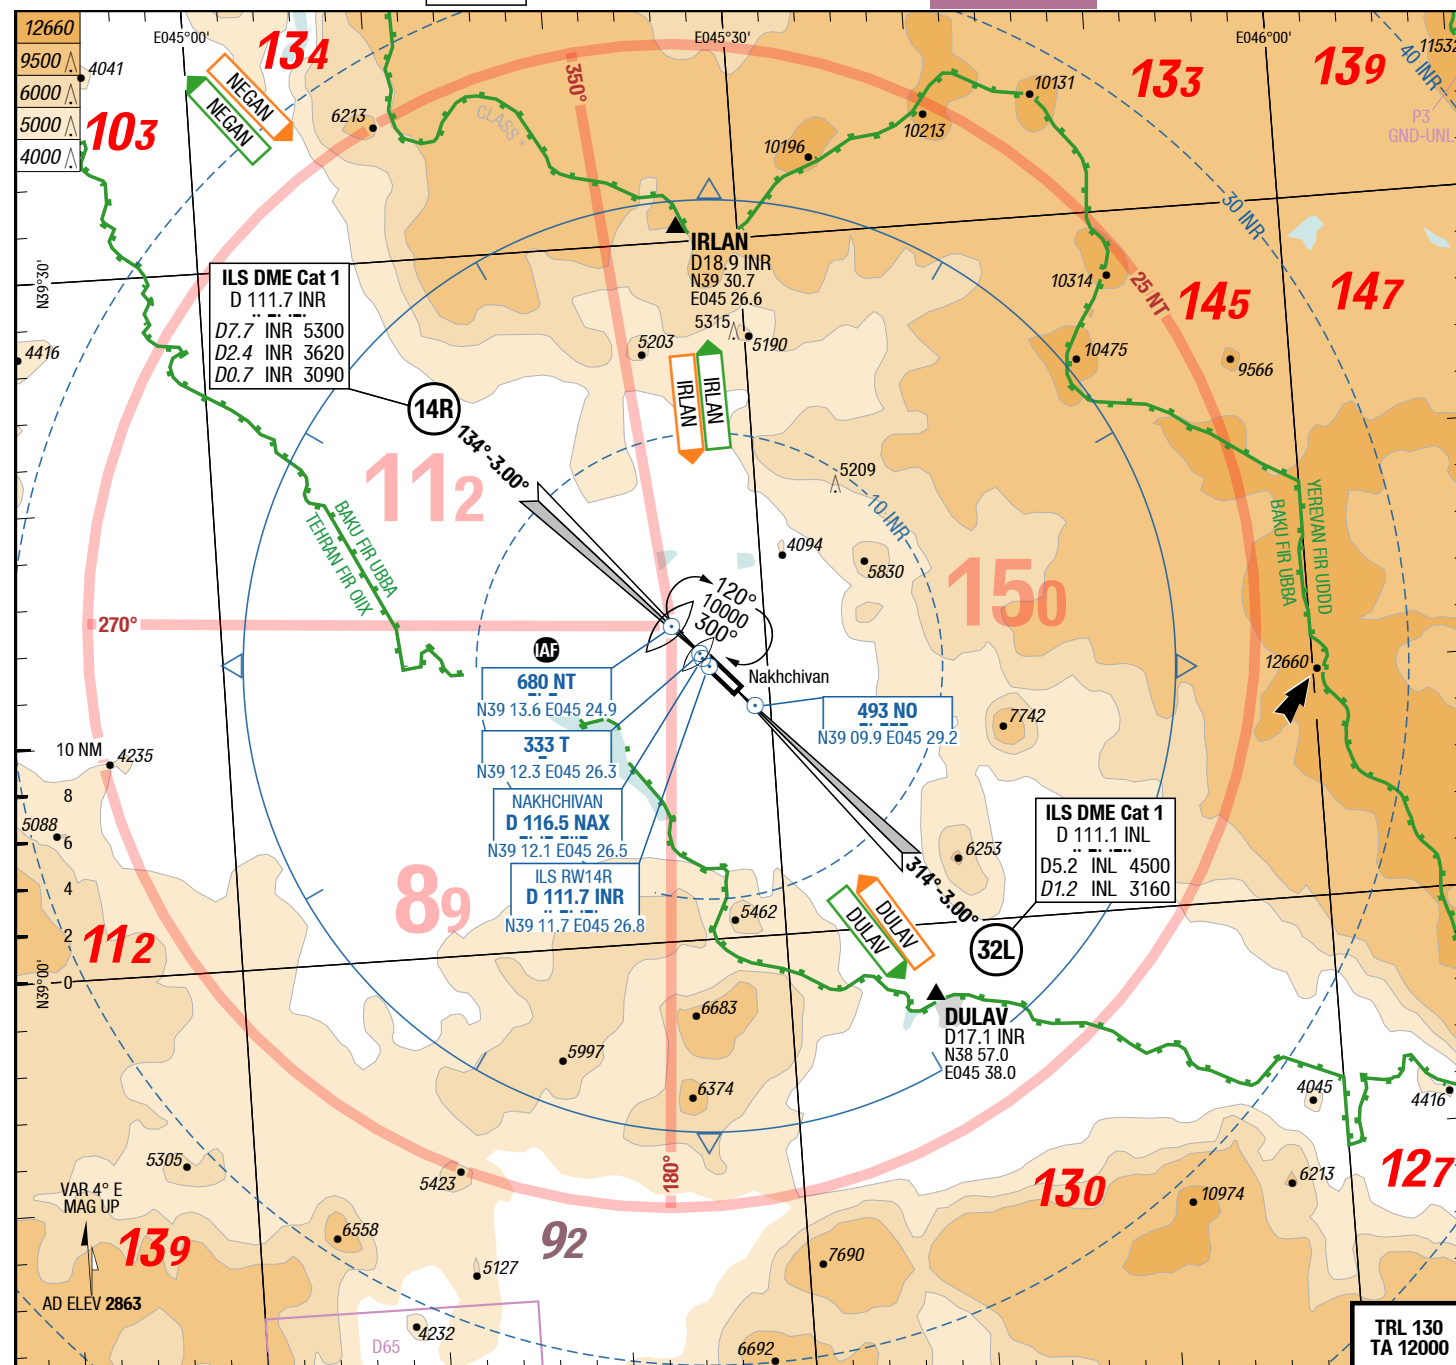 12660
9500
6000
5000
4000
4041
103
E045°00'
134
NEGAN
NEGAN
6213
350°
CLASS*
E045°30'
10196
10213
10131
133
E046°00'
139
11532
40 INR
P3
GND-UNL
30 INR
25 NT
10314
145
147
10475
9566
N39°30'
4416
ILS DME Cat 1
D 111.7 INR
D7.7 INR 5300
D2.4 INR 3620
D0.7 INR 3090
14R
134°-3.00°
112
IRLAN
D18.9 INR
N39 30.7
E045 26.6
5315
5190
5203
IRLAN
IRLAN
5209
10 INR
4094
5830
150
BAKU FIR UBBA
TEHRAN FIR OIIX
YEREVAN FIR UDDD
BAKU FIR UBBA
270°
120°
10000
300°
IAF
Nakhchivan
680 NT
N39 13.6 E045 24.9
333 T
N39 12.3 E045 26.3
NAKHCHIVAN
D 116.5 NAX
N39 12.1 E045 26.5
ILS RW14R
D 111.7 INR
N39 11.7 E045 26.8
493 NO
N39 09.9 E045 29.2
12660
7742
10 NM
8
6
4
2
0
4235
5088
89
112
N39°00'
5462
6253
ILS DME Cat 1
D 111.1 INL
D5.2 INL 4500
D1.2 INL 3160
314°-3.00°
32L
DULAV
DULAV
DULAV
D17.1 INR
N38 57.0
E045 38.0
6683
5997
6374
4045
4416
5305
5423
180°
130
10974
6213
127
VAR 4° E
MAG UP
139
6558
92
5127
7690
AD ELEV 2863
4232
D65
6692
TRL 130
TA 12000